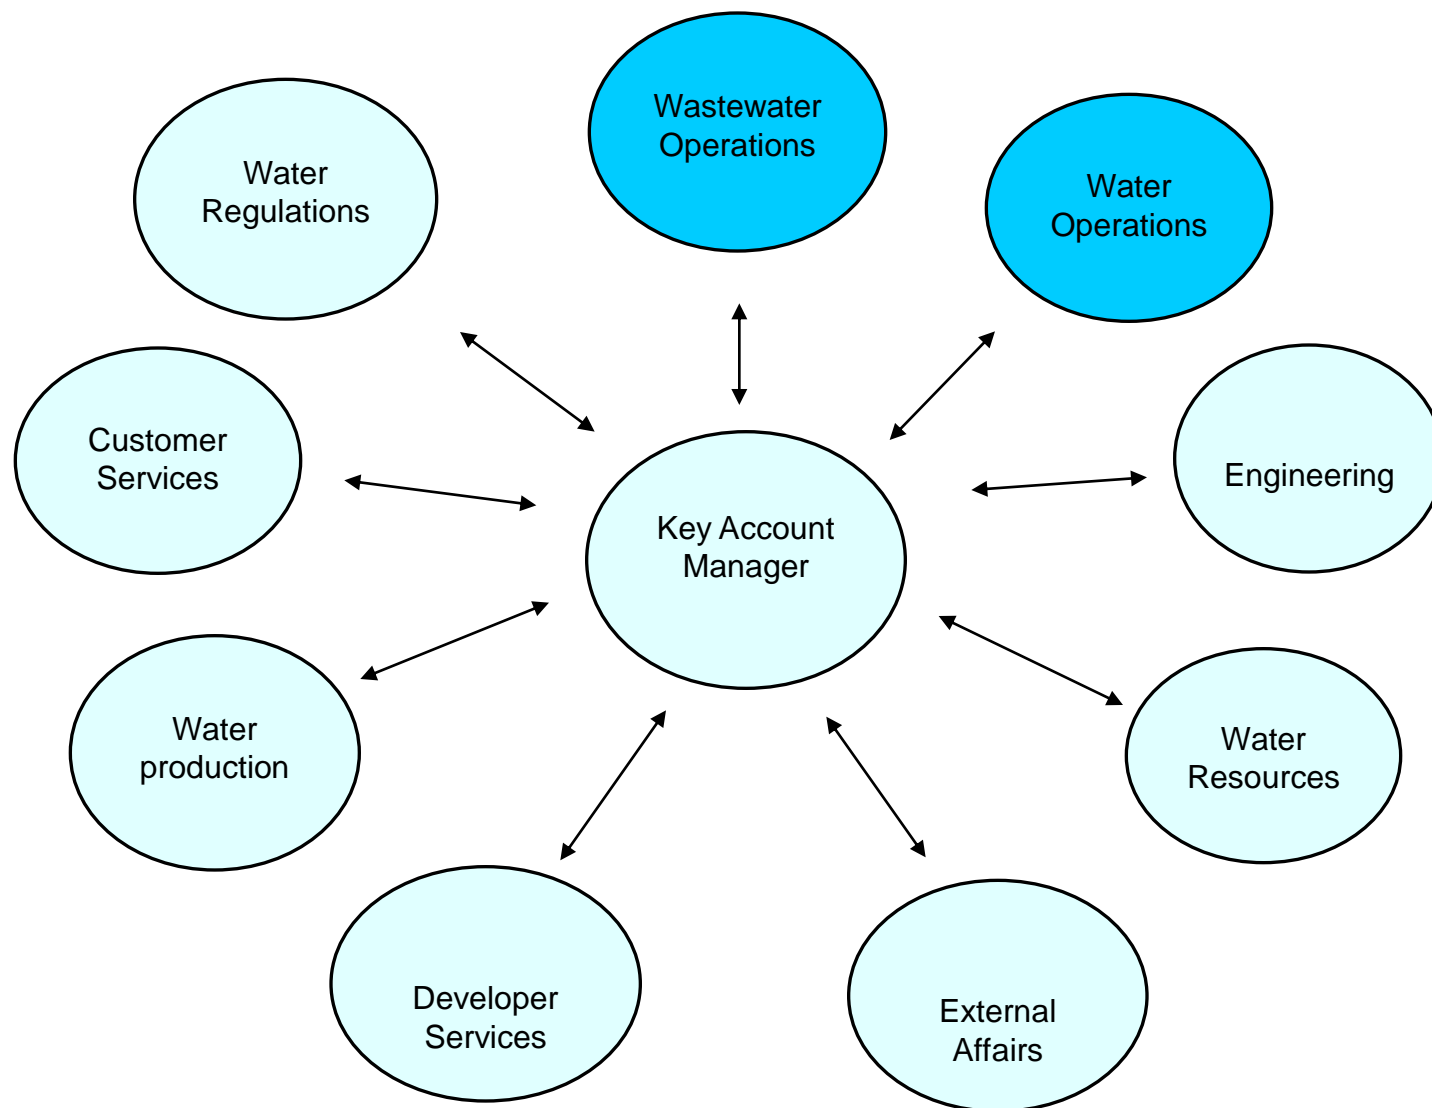 Wastewater
Operations
Water
Regulations
Water
Operations
Customer
Services
Engineering
Key Account
Manager
Water
production
Water
Resources
Developer
Services
External
Affairs